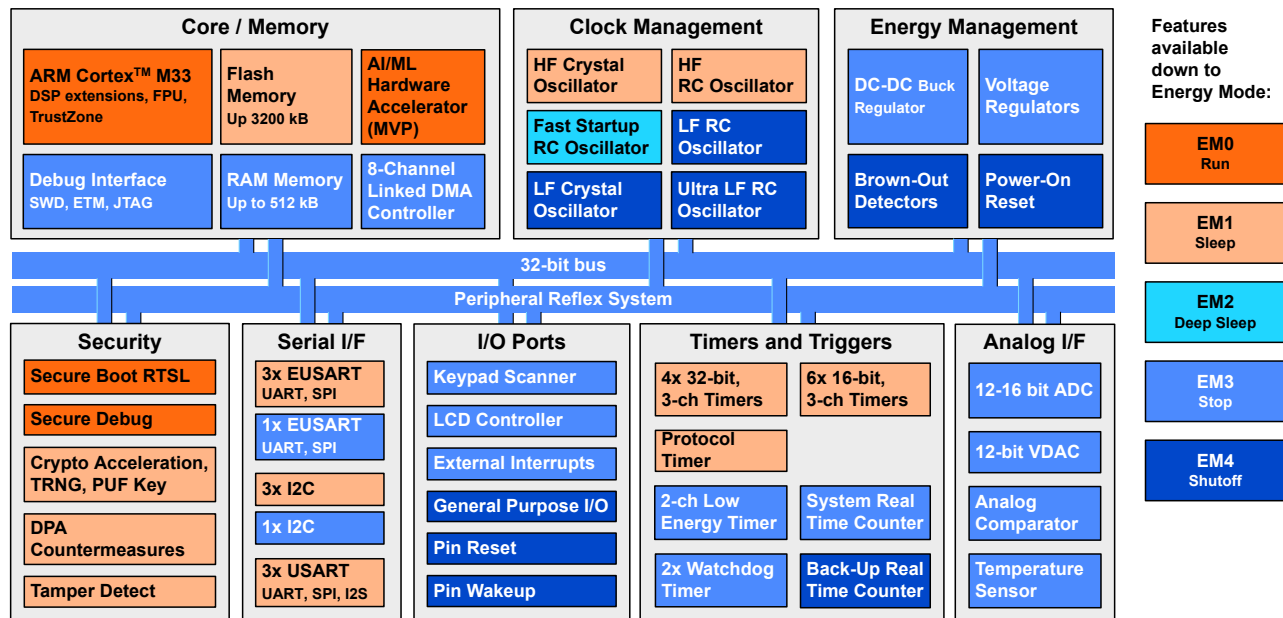 Core / Memory
ARM Cortex™ M33
DSP extensions, FPU,
TrustZone
Flash
Memory
Up 3200 kB
AI/ML
Hardware
Accelerator
(MVP)
Debug Interface
SWD, ETM, JTAG
RAM Memory
Up to 512 kB
8-Channel
Linked DMA
Controller
Clock Management
HF Crystal
Oscillator
HF
RC Oscillator
Fast Startup
RC Oscillator
LF RC
Oscillator
LF Crystal
Oscillator
Ultra LF RC
Oscillator
Energy Management
DC-DC Buck
Regulator
Voltage
Regulators
Brown-Out
Detectors
Power-On
Reset
Features
available
down to
Energy Mode:
EM0
Run
EM1
Sleep
EM2
Deep Sleep
EM3
Stop
EM4
Shutoff
32-bit bus
Peripheral Reflex System
Security
Secure Boot RTSL
Secure Debug
Crypto Acceleration,
TRNG, PUF Key
DPA
Countermeasures
Tamper Detect
Serial I/F
3x EUSART
UART, SPI
1x EUSART
UART, SPI
3x I2C
1x I2C
3x USART
UART, SPI, I2S
I/O Ports
Keypad Scanner
LCD Controller
External Interrupts
General Purpose I/O
Pin Reset
Pin Wakeup
Timers and Triggers
4x 32-bit,
3-ch Timers
6x 16-bit,
3-ch Timers
Protocol
Timer
2-ch Low
Energy Timer
System Real
Time Counter
2x Watchdog
Timer
Back-Up Real
Time Counter
Analog I/F
12-16 bit ADC
12-bit VDAC
Analog
Comparator
Temperature
Sensor